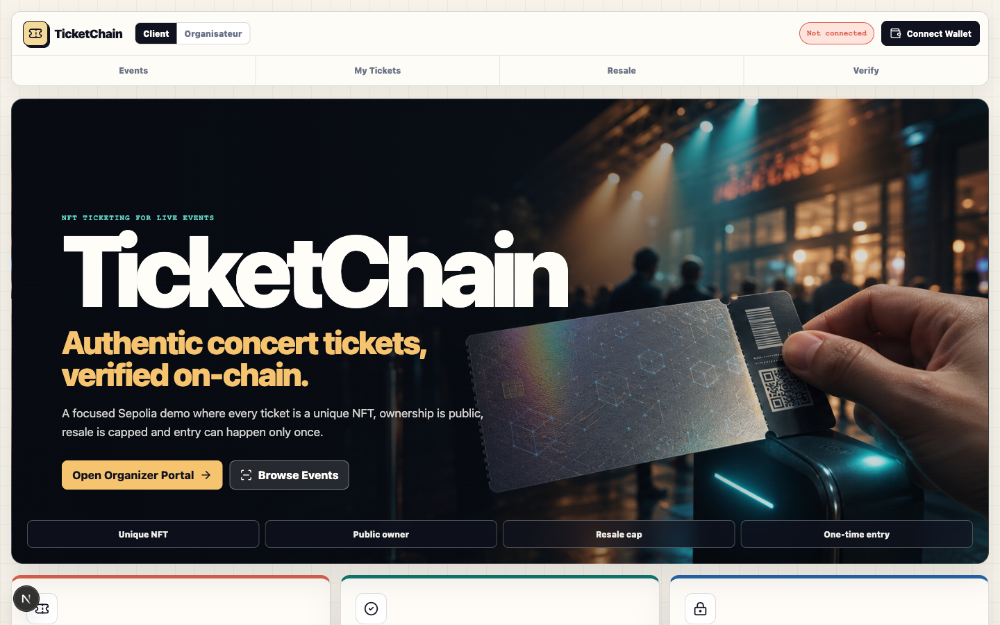 TicketChain
Client
Organisateur
Not connected
Connect Wallet
Events
My Tickets
Resale
Verify
NFT TICKETING FOR LIVE EVENTS
TicketChain
Authentic concert tickets,
verified on-chain.
A focused Sepolia demo where every ticket is a unique NFT, ownership is public,
resale is capped and entry can happen only once.
Open Organizer Portal
Browse Events
Unique NFT
Public owner
Resale cap
One-time entry
N